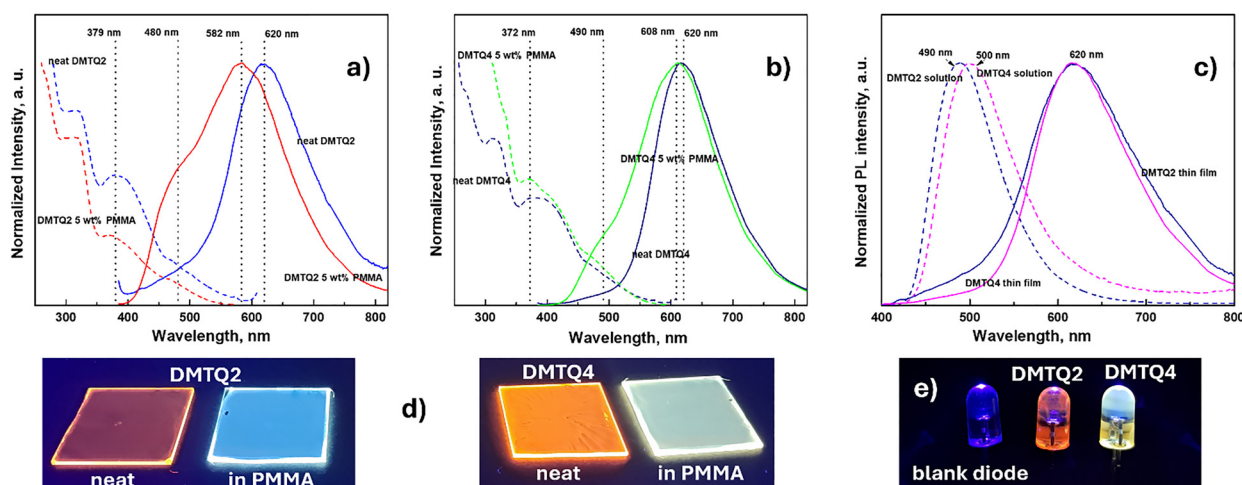 379 nm 480 nm 582 nm 620 nm
neat DMTQ2
a)
neat DMTQ2
DMTQ2 5 wt% PMMA
DMTQ2 5 wt% PMMA
Normalized Intensity, a. u.
300 400 500 600 700 800
Wavelength, nm
372 nm 490 nm 608 nm 620 nm
DMTQ4 5 wt% PMMA
b)
DMTQ4 5 wt% PMMA
neat DMTQ4
neat DMTQ4
Normalized Intensity, a. u.
300 400 500 600 700 800
Wavelength, nm
490 nm 500 nm 620 nm
c)
DMTQ2 solution
DMTQ4 solution
DMTQ2 thin film
DMTQ4 thin film
Normalized PL intensity, a.u.
400 500 600 700 800
Wavelength, nm
DMTQ2
neat in PMMA
d)
DMTQ4
neat in PMMA
e)
DMTQ2 DMTQ4
blank diode